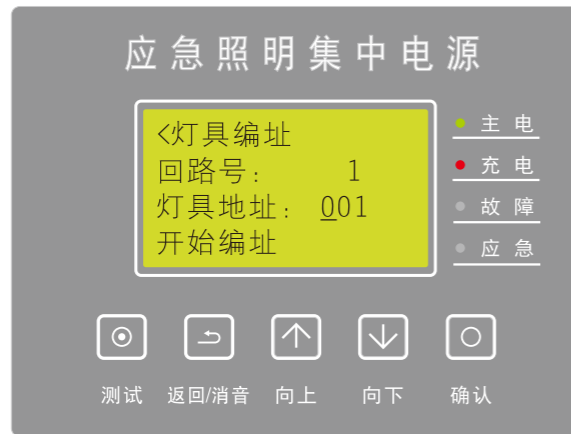 应急照明集中电源
<灯具编址
回路号: 1
灯具地址: 001
开始编址
主电
充电
故障
应急
测试 返回/消音 向上 向下 确认